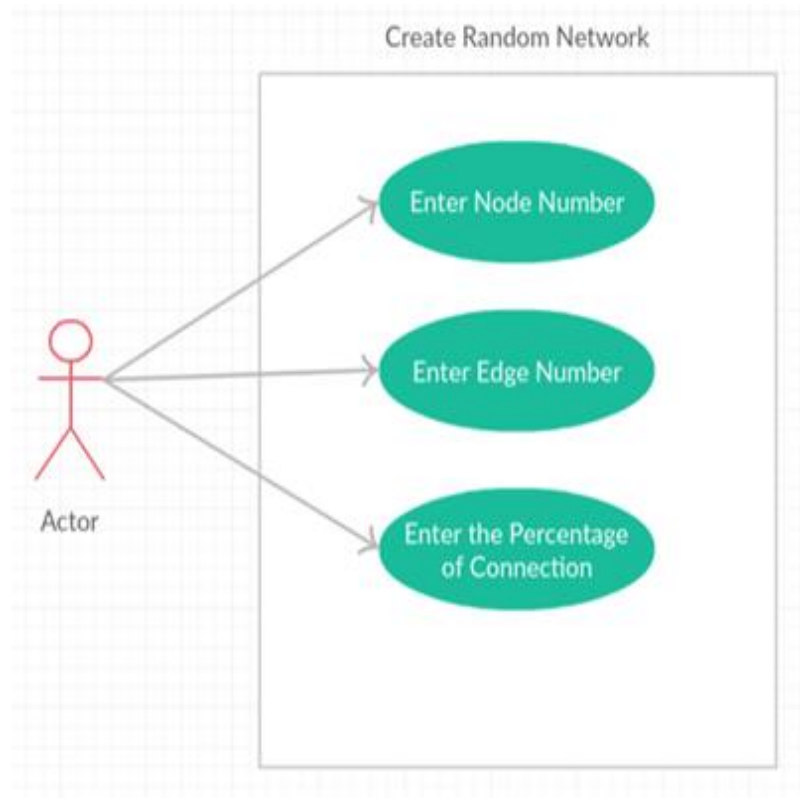 Create Random Network
Enter Node Number
Enter Edge Number
Actor
Enter the Percentage
of Connection